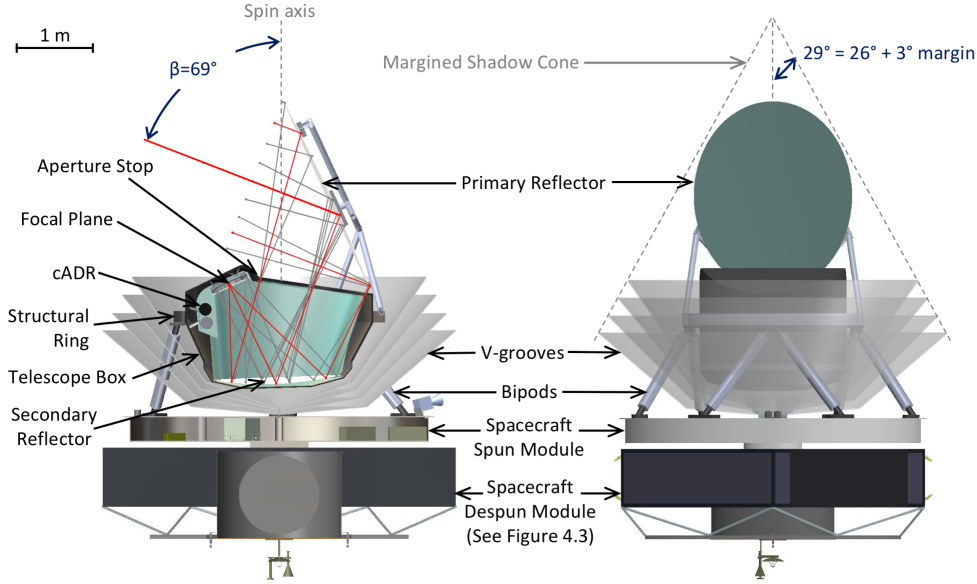 Spin axis
1 m
β=69°
Margined Shadow Cone
29° = 26° + 3° margin
Aperture Stop
Primary Reflector
Focal Plane
cADR
Structural
Ring
V-grooves
Telescope Box
Bipods
Secondary
Reflector
Spacecraft
Spun Module
Spacecraft
Despun Module
(See Figure 4.3)